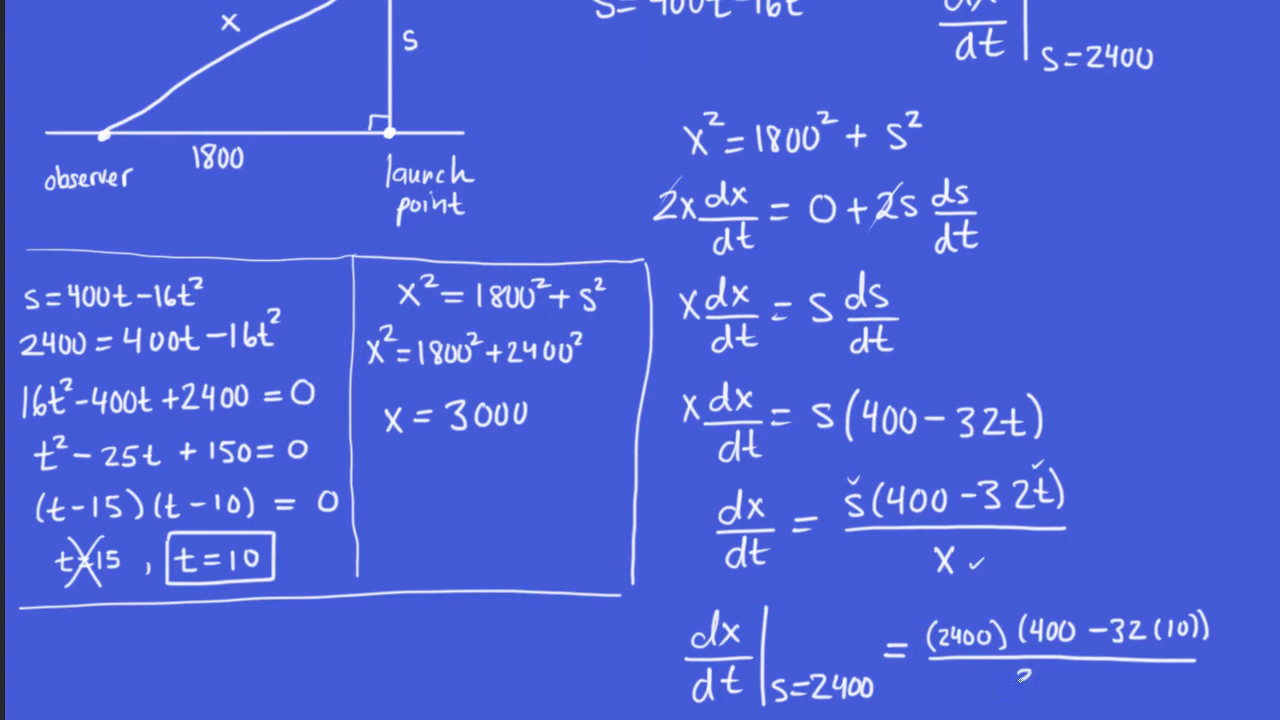 x
s
1800
observer
launch
point
s = 400t - 16t
dx/dt |s=2400
x² = 1800² + s²
2x dx/dt = 0 + 2s ds/dt
x dx/dt = s ds/dt
x dx/dt = s(400 - 32t)
dx/dt = s(400 - 32t)/x
dx/dt |s=2400 = (2400)(400 - 32(10))/
s = 400t - 16t²
2400 = 400t - 16t²
16t² - 400t + 2400 = 0
t² - 25t + 150 = 0
(t - 15)(t - 10) = 0
t = 15 , t = 10
x² = 1800² + s²
x² = 1800² + 2400²
x = 3000